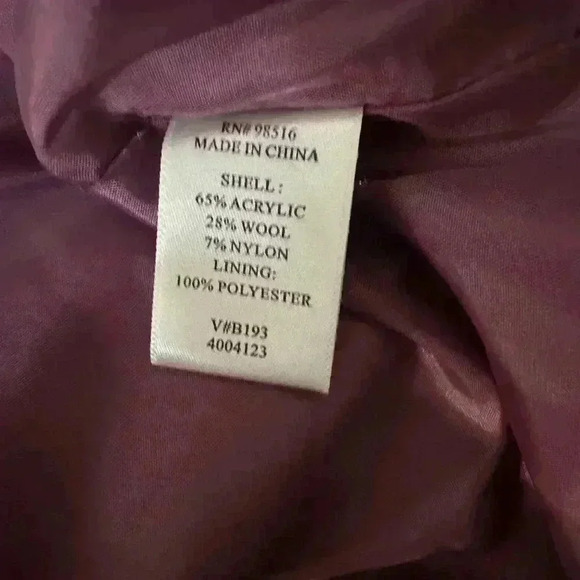 RN# 98516
MADE IN CHINA
SHELL :
65% ACRYLIC
28% WOOL
7% NYLON
LINING:
100% POLYESTER
V#B193
4004123